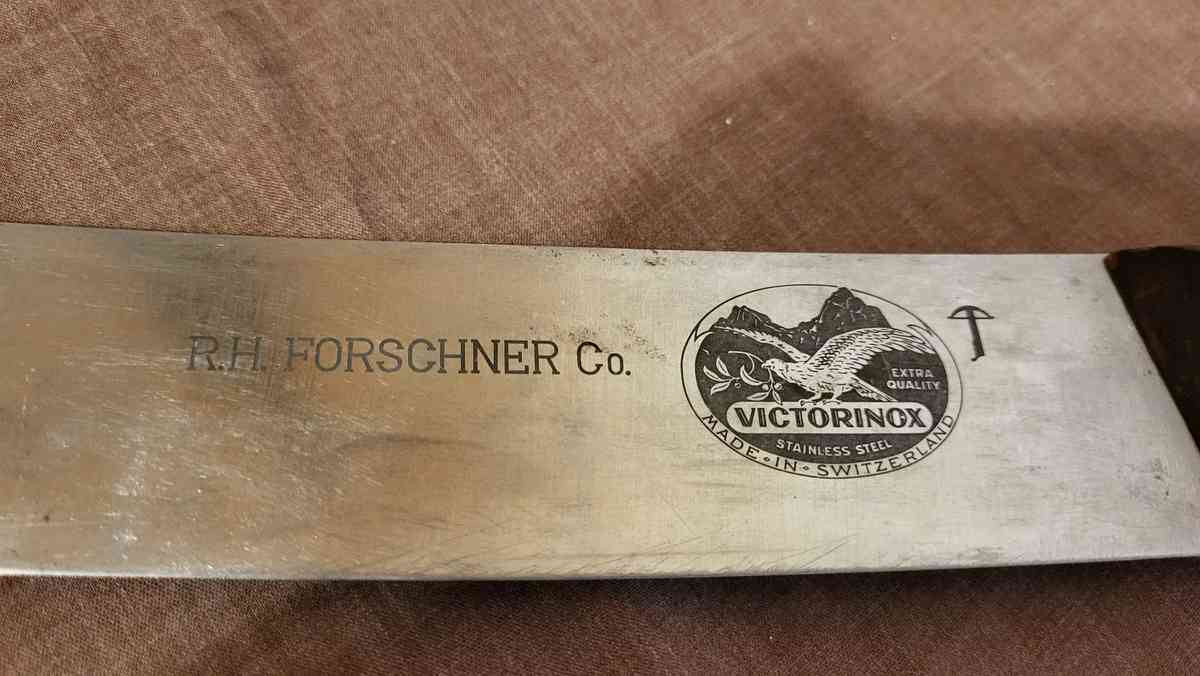 R.H. FORSCHNER Co.
EXTRA
QUALITY
VICTORINOX
STAINLESS STEEL
MADE·IN·SWITZERLAND